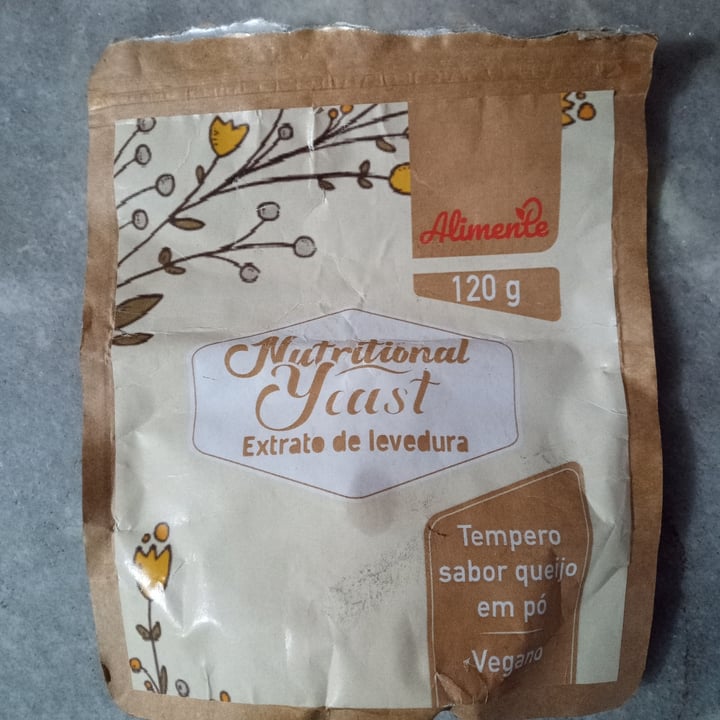 Alimente
120 g
Nutritional
Yeast
Extrato de levedura
Tempero
sabor queijo
em pó
Vegano